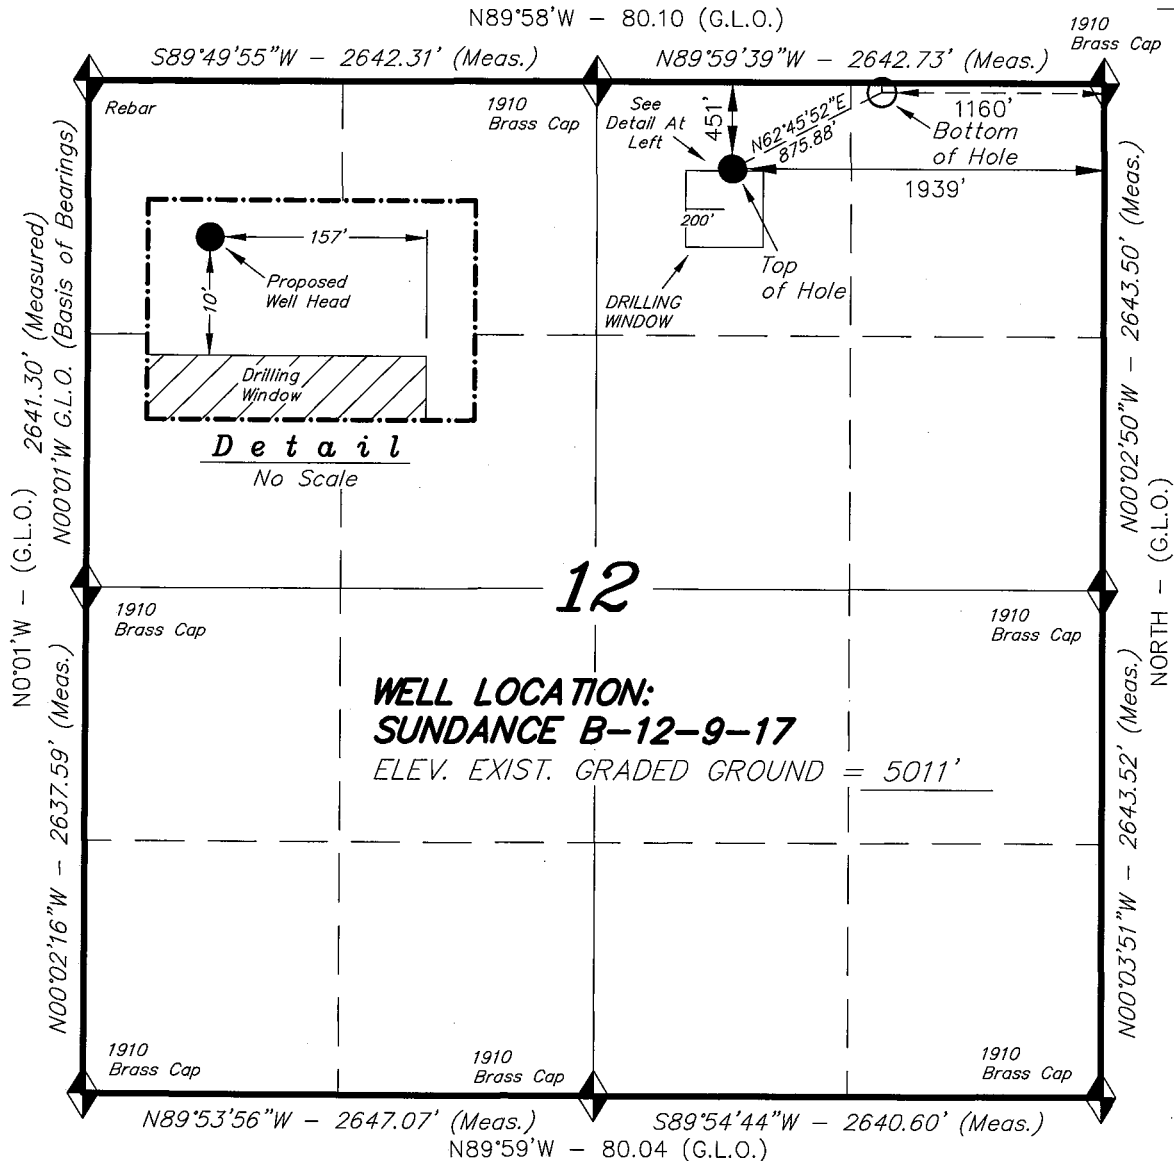 N89°58'W - 80.10 (G.L.O.)
S89°49'55"W - 2642.31' (Meas.)
N89°59'39"W - 2642.73' (Meas.)
1910
Brass Cap
Rebar
1910
Brass Cap
See
Detail At
Left
451'
N62°45'52"E
875.88'
1160'
Bottom
of Hole
1939'
200'
Top
of Hole
DRILLING
WINDOW
157'
Proposed
Well Head
10'
Drilling
Window
Detail
No Scale
N0°01'W - (G.L.O.)
2641.30' (Measured)
N00°01'W G.L.O. (Basis of Bearings)
N00°02'50"W - 2643.50' (Meas.)
NORTH - (G.L.O.)
12
1910
Brass Cap
1910
Brass Cap
WELL LOCATION:
SUNDANCE B-12-9-17
ELEV. EXIST. GRADED GROUND = 5011'
N00°02'16"W - 2637.59' (Meas.)
N00°03'51"W - 2643.52' (Meas.)
1910
Brass Cap
1910
Brass Cap
1910
Brass Cap
N89°53'56"W - 2647.07' (Meas.)
S89°54'44"W - 2640.60' (Meas.)
N89°59'W - 80.04 (G.L.O.)